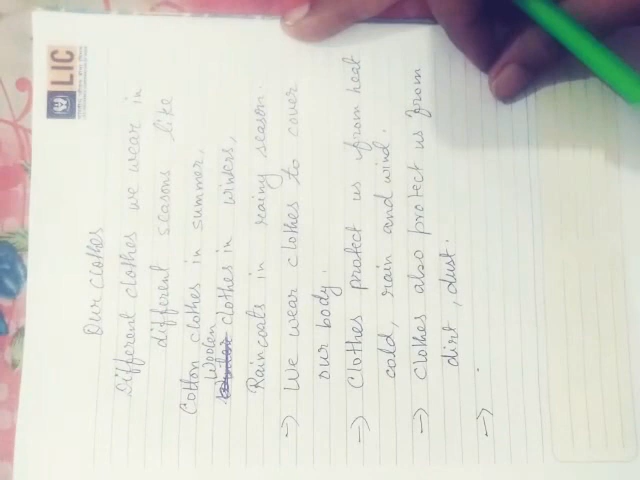 LIC
Our clothes
Different clothes we wear in
different seasons like
Cotton clothes in summer,
Woolen
clothes in winters,
Raincoats in rainy season.
→ We wear clothes to cover
our body.
→ Clothes protect us from heat
cold, rain and wind.
→ Clothes also protect us from
dirt, dust.
→ .